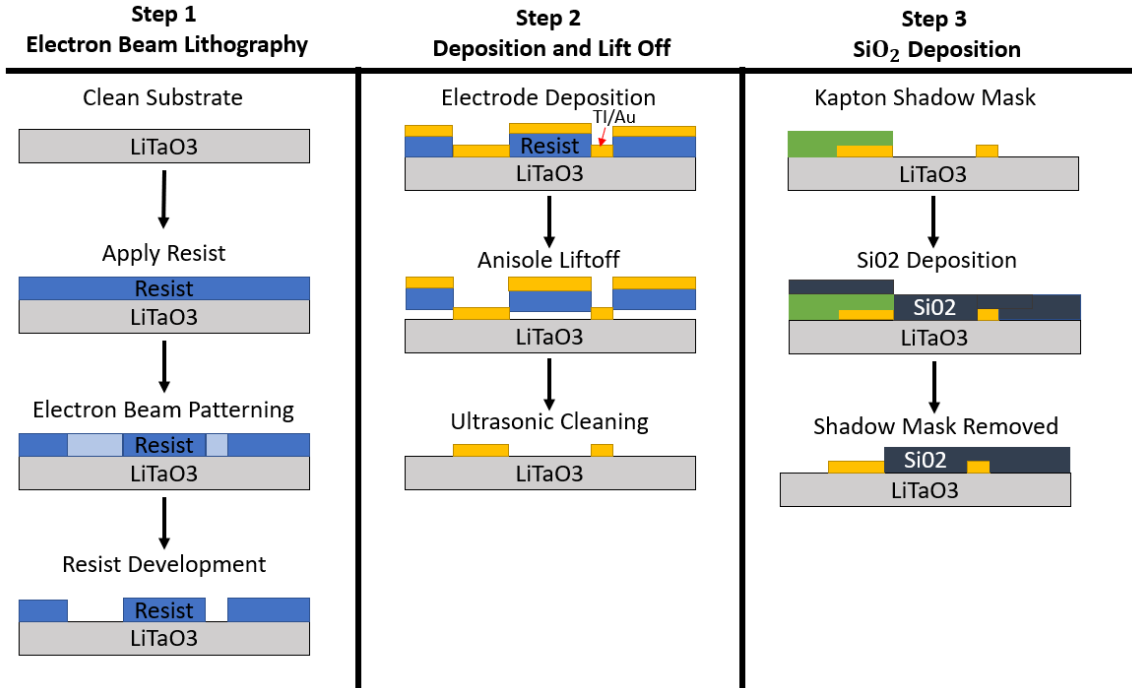 Step 1
Electron Beam Lithography
Clean Substrate
LiTaO3
Apply Resist
Resist
LiTaO3
Electron Beam Patterning
Resist
LiTaO3
Resist Development
Resist
LiTaO3
Step 2
Deposition and Lift Off
Electrode Deposition
TI/Au
Resist
LiTaO3
Anisole Liftoff
LiTaO3
Ultrasonic Cleaning
LiTaO3
Step 3
SiO₂ Deposition
Kapton Shadow Mask
LiTaO3
Si02 Deposition
Si02
LiTaO3
Shadow Mask Removed
Si02
LiTaO3